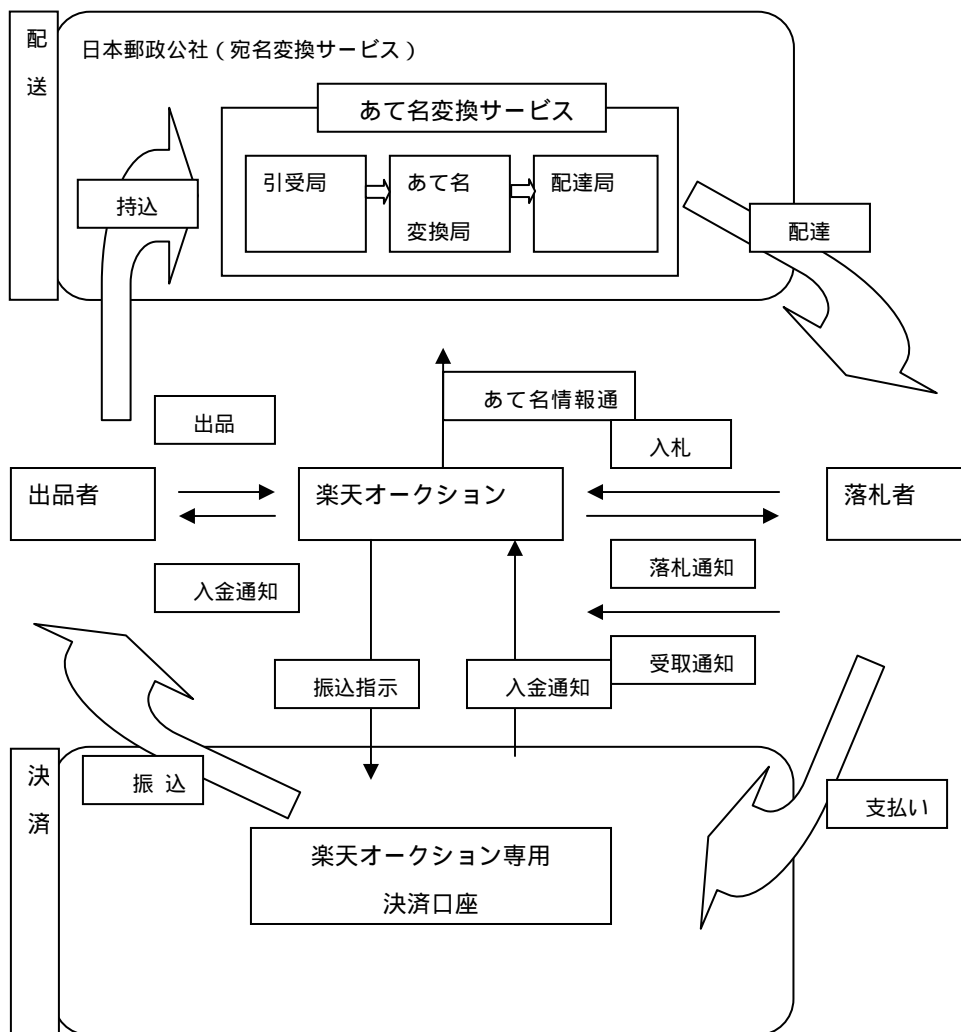 配
送
日本郵政公社（宛名変換サービス）
あて名変換サービス
引受局
あて名
変換局
配達局
持込
配達
あて名情報通
出品
入札
出品者
楽天オークション
落札者
入金通知
落札通知
受取通知
振込指示
入金通知
決
済
振 込
支払い
楽天オークション専用
決済口座